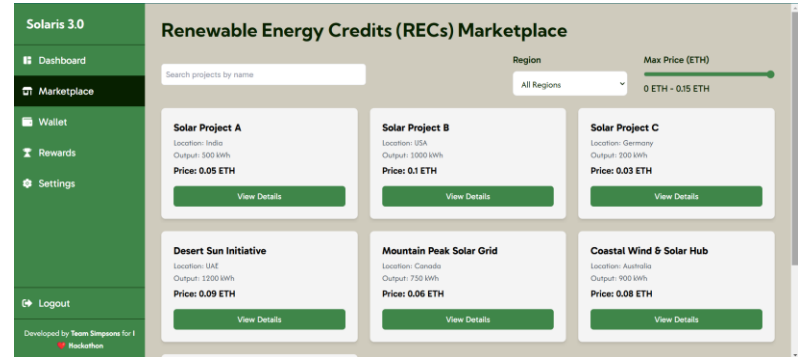 Solaris 3.0
Dashboard
Marketplace
Wallet
Rewards
Settings
Logout
Developed by Team Simpsons for I
❤️ Hackathon
Renewable Energy Credits (RECs) Marketplace
Search projects by name
Region
All Regions
Max Price (ETH)
0 ETH - 0.15 ETH
Solar Project A
Location: India
Output: 500 kWh
Price: 0.05 ETH
View Details
Solar Project B
Location: USA
Output: 1000 kWh
Price: 0.1 ETH
View Details
Solar Project C
Location: Germany
Output: 200 kWh
Price: 0.03 ETH
View Details
Desert Sun Initiative
Location: UAE
Output: 1200 kWh
Price: 0.09 ETH
View Details
Mountain Peak Solar Grid
Location: Canada
Output: 750 kWh
Price: 0.06 ETH
View Details
Coastal Wind & Solar Hub
Location: Australia
Output: 900 kWh
Price: 0.08 ETH
View Details